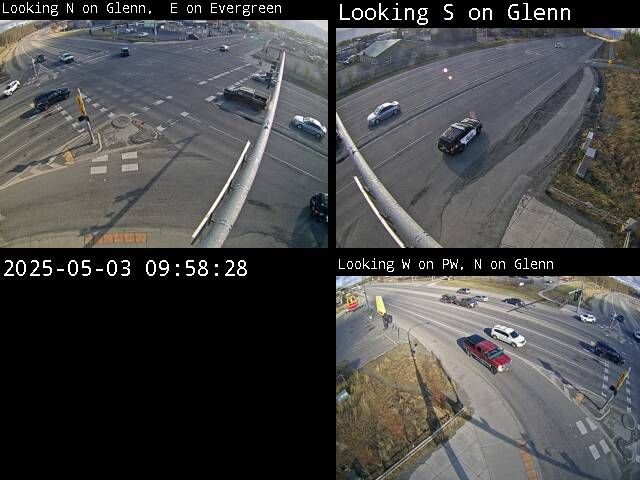 Looking N on Glenn,  E on Evergreen
Looking S on Glenn
2025-05-03 09:58:28
Looking W on PW, N on Glenn